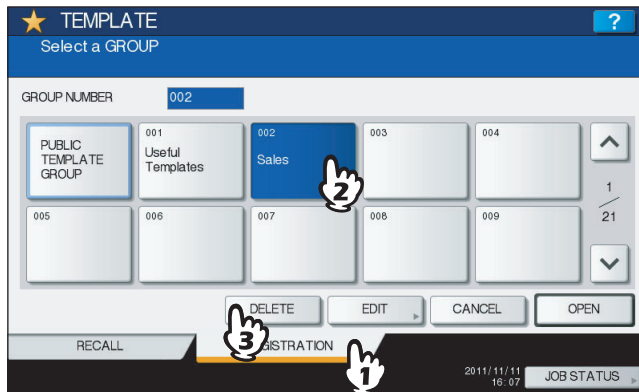 TEMPLATE
?
Select a GROUP
GROUP NUMBER 002
PUBLIC
TEMPLATE
GROUP
001
Useful
Templates
002
Sales
003
004
1
21
005
006
007
008
009
2
DELETE
EDIT
CANCEL
OPEN
3
RECALL
GISTRATION
1
2011/11/11
16:07
JOB STATUS